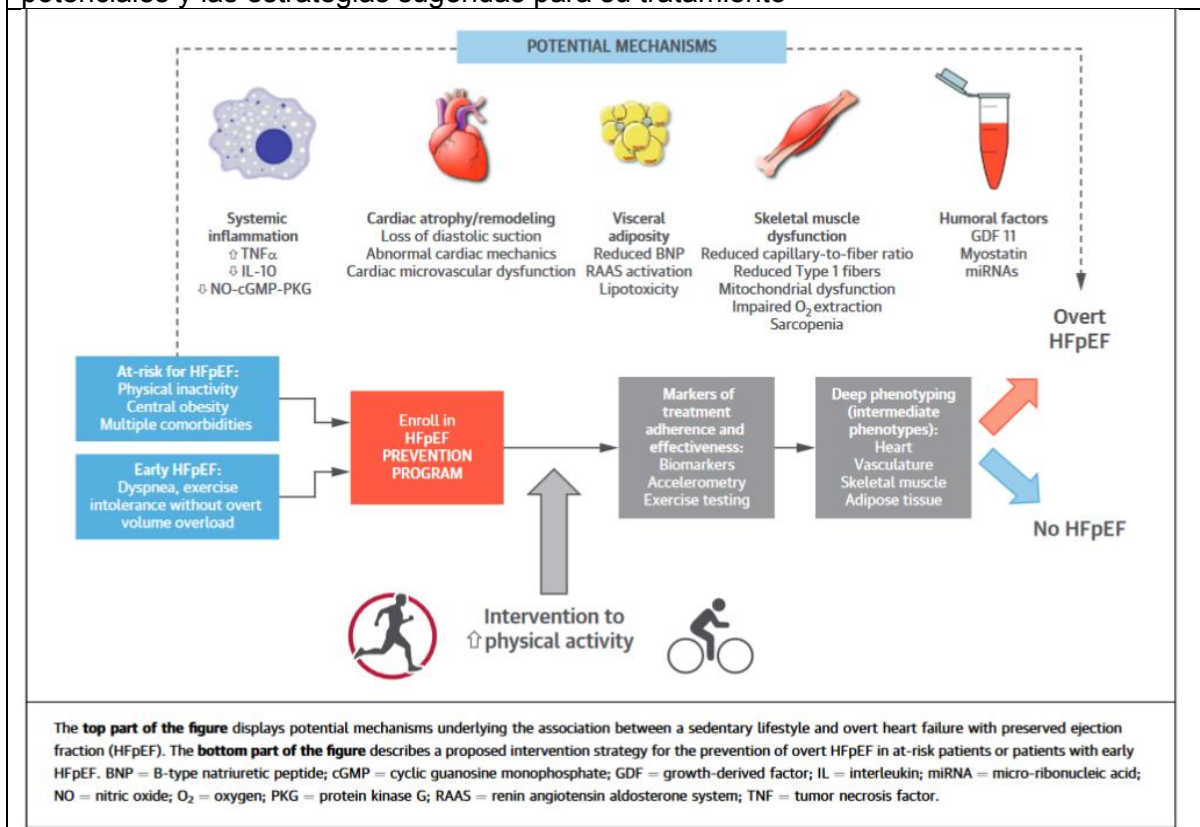 potenciales y las estrategias sugeridas para su tratamiento
POTENTIAL MECHANISMS
Systemic
inflammation
⇧ TNFα
⇩ IL-10
⇩ NO-cGMP-PKG
Cardiac atrophy/remodeling
Loss of diastolic suction
Abnormal cardiac mechanics
Cardiac microvascular dysfunction
Visceral
adiposity
Reduced BNP
RAAS activation
Lipotoxicity
Skeletal muscle
dysfunction
Reduced capillary-to-fiber ratio
Reduced Type 1 fibers
Mitochondrial dysfunction
Impaired O₂ extraction
Sarcopenia
Humoral factors
GDF 11
Myostatin
miRNAs
Overt
HFpEF
At-risk for HFpEF:
Physical inactivity
Central obesity
Multiple comorbidities
Early HFpEF:
Dyspnea, exercise
intolerance without overt
volume overload
Enroll in
HFpEF
PREVENTION
PROGRAM
Markers of
treatment
adherence and
effectiveness:
Biomarkers
Accelerometry
Exercise testing
Deep phenotyping
(intermediate
phenotypes):
Heart
Vasculature
Skeletal muscle
Adipose tissue
No HFpEF
Intervention to
⇧ physical activity
The top part of the figure displays potential mechanisms underlying the association between a sedentary lifestyle and overt heart failure with preserved ejection
fraction (HFpEF). The bottom part of the figure describes a proposed intervention strategy for the prevention of overt HFpEF in at-risk patients or patients with early
HFpEF. BNP = B-type natriuretic peptide; cGMP = cyclic guanosine monophosphate; GDF = growth-derived factor; IL = interleukin; miRNA = micro-ribonucleic acid;
NO = nitric oxide; O₂ = oxygen; PKG = protein kinase G; RAAS = renin angiotensin aldosterone system; TNF = tumor necrosis factor.